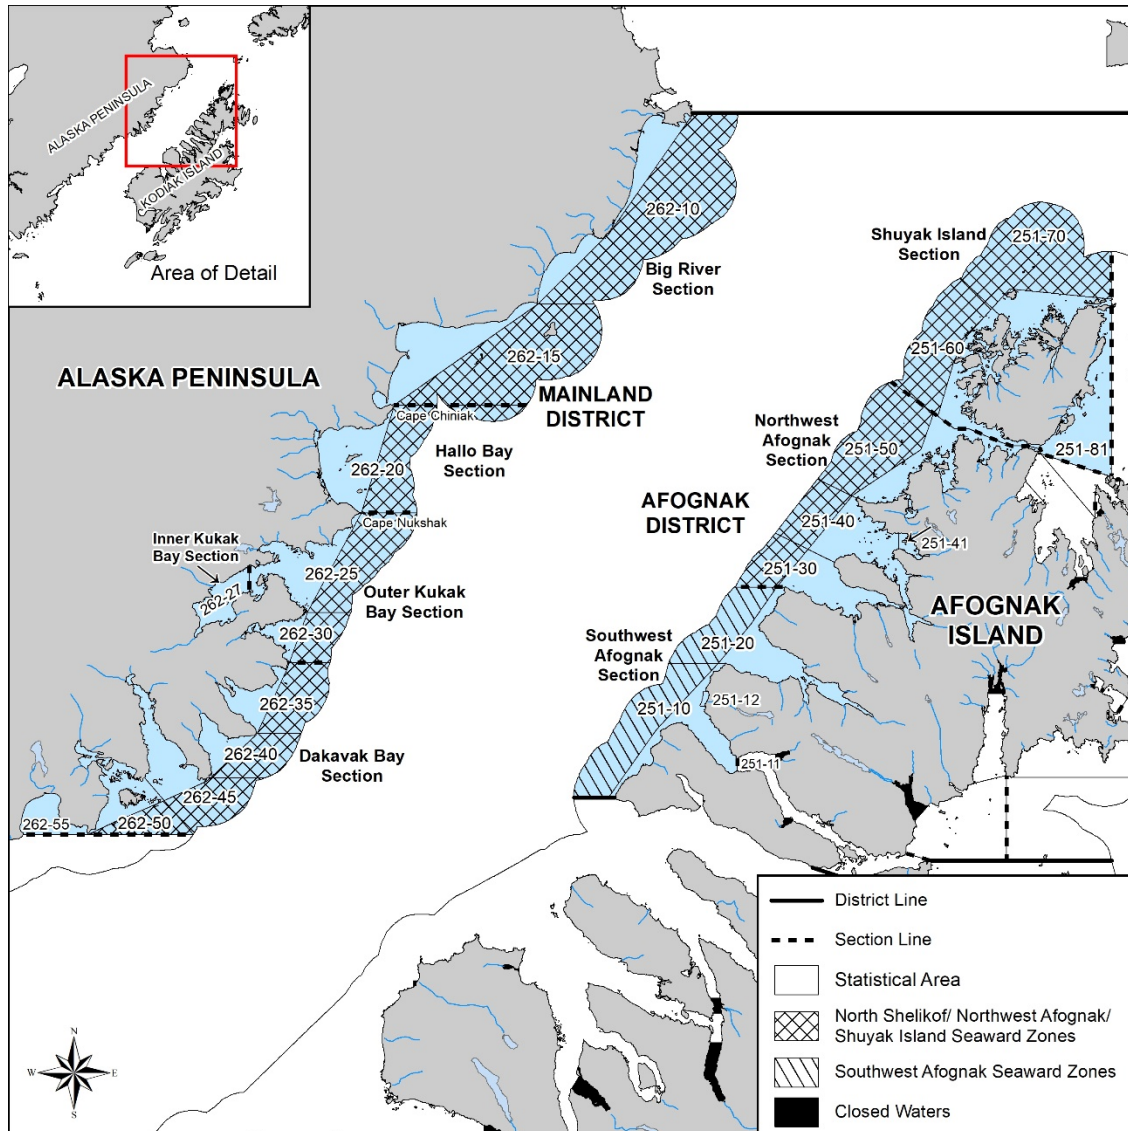 ALASKA PENINSULA
KODIAK ISLAND
Area of Detail
262-10
Big River
Section
Shuyak Island
Section
251-70
262-15
251-60
ALASKA PENINSULA
MAINLAND
DISTRICT
Cape Chiniak
Northwest
Afognak
Section
251-50
251-81
Hallo Bay
Section
262-20
Cape Nukshak
AFOGNAK
DISTRICT
251-40
251-41
Inner Kukak
Bay Section
262-27
262-25
251-30
Outer Kukak
Bay Section
AFOGNAK
ISLAND
262-30
Southwest
Afognak
Section
251-20
262-35
251-10
251-12
262-40
Dakavak Bay
Section
251-11
262-45
262-50
262-55
District Line
Section Line
Statistical Area
North Shelikof/ Northwest Afognak/
Shuyak Island Seaward Zones
Southwest Afognak Seaward Zones
Closed Waters
N
W
E
S